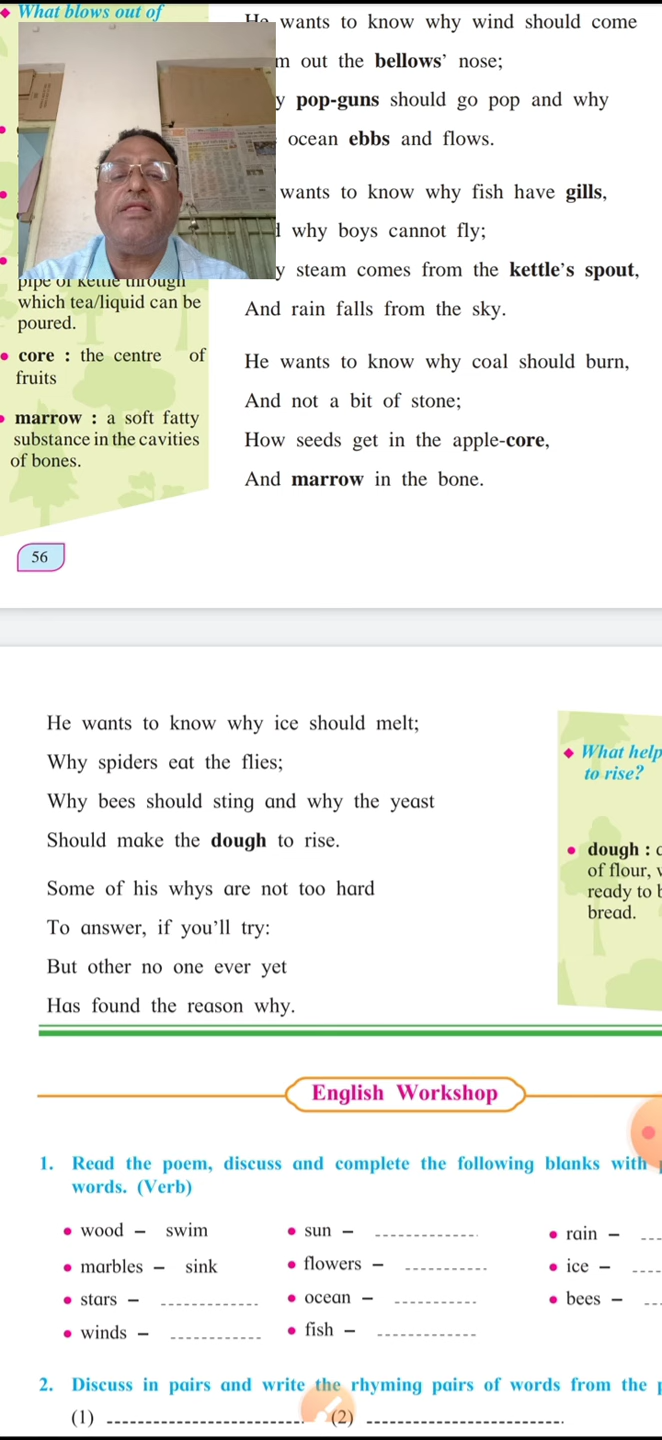 What blows out of
wants to know why wind should come
out the bellows' nose;
pop-guns should go pop and why
ocean ebbs and flows.
wants to know why fish have gills,
why boys cannot fly;
steam comes from the kettle's spout,
And rain falls from the sky.
pipe of kettle through
which tea/liquid can be
poured.
core : the centre of
fruits
marrow : a soft fatty
substance in the cavities
of bones.
He wants to know why coal should burn,
And not a bit of stone;
How seeds get in the apple-core,
And marrow in the bone.
56
He wants to know why ice should melt;
Why spiders eat the flies;
Why bees should sting and why the yeast
Should make the dough to rise.
Some of his whys are not too hard
To answer, if you'll try:
But other no one ever yet
Has found the reason why.
What help
to rise?
dough :
of flour,
ready to
bread.
English Workshop
1. Read the poem, discuss and complete the following blanks with
words. (Verb)
wood – swim
sun –
rain –
marbles – sink
flowers –
ice –
stars –
ocean –
bees –
winds –
fish –
2. Discuss in pairs and write the rhyming pairs of words from the
(1) (2)